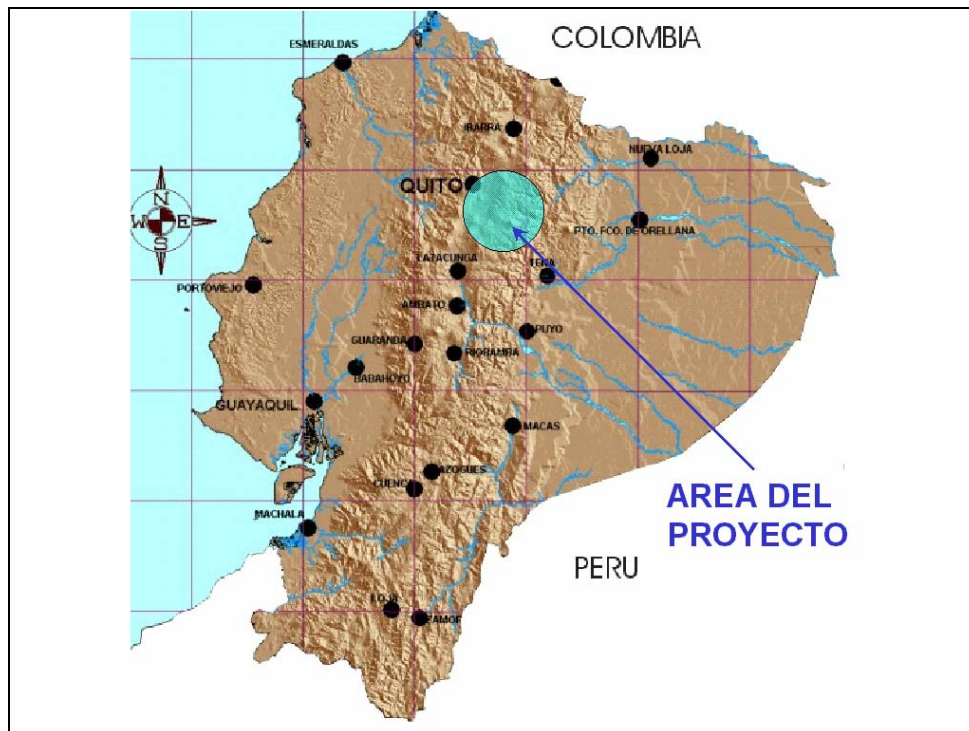 COLOMBIA
ESMERALDAS
IBARRA
NUEVA LOJA
QUITO
N
W E
S
PTO. FCO. DE ORELLANA
LATACUNGA
TENA
PORTOVIEJO
AMBATO
PUYO
GUARANDA
RIOBAMBA
BABAHOYO
GUAYAQUIL
MACAS
AZOGUES
CUENCA
AREA DEL
PROYECTO
MACHALA
PERU
LOJA